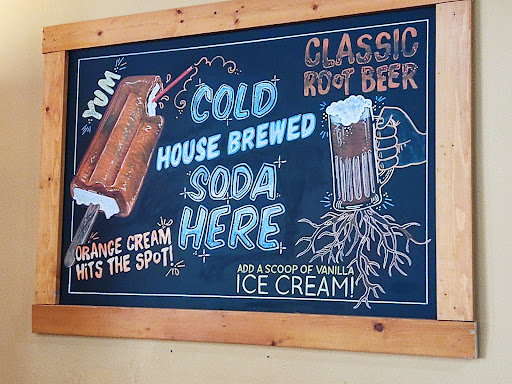 YUM
COLD
HOUSE BREWED
SODA
HERE
ORANGE CREAM
HITS THE SPOT!
CLASSIC
ROOT BEER
ADD A SCOOP OF VANILLA
ICE CREAM!